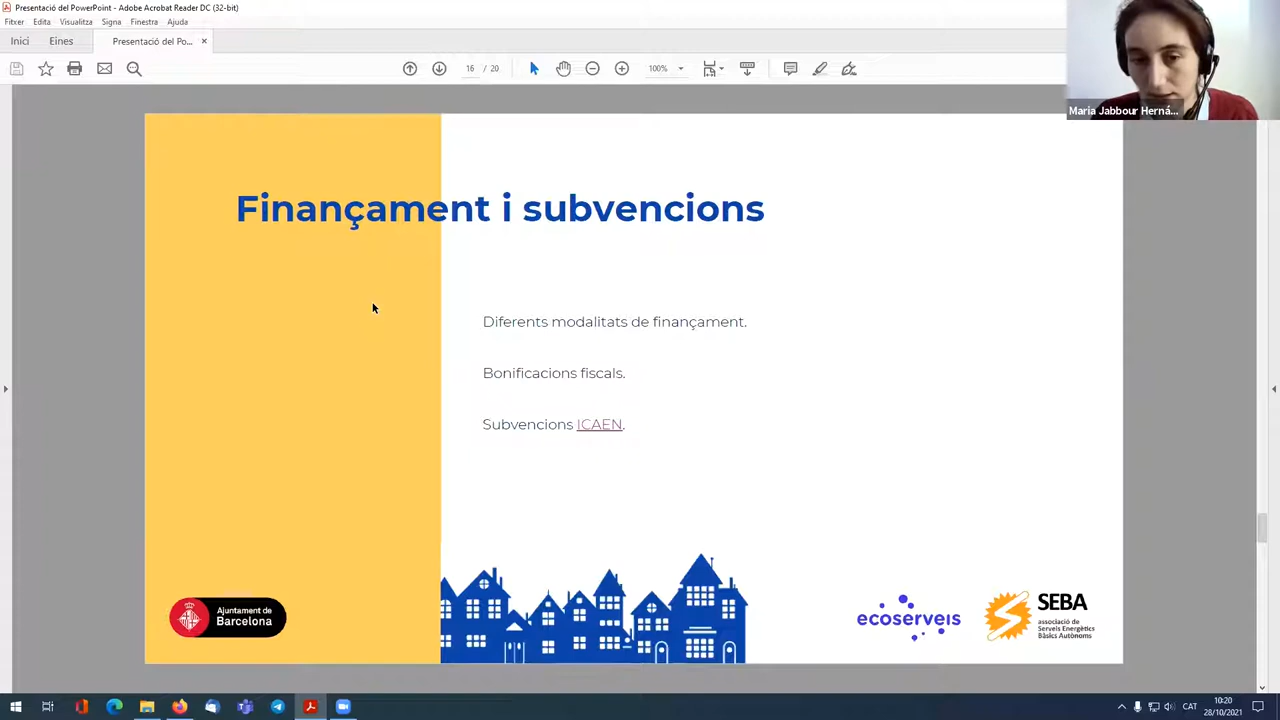 Presentació del PowerPoint - Adobe Acrobat Reader DC (32-bit)
Fitxer Edita Visualitza Signa Finestra Ajuda
Inici Eines Presentació del Po... ×
16 / 20 100%
Maria Jabbour Herná...
Finançament i subvencions
Diferents modalitats de finançament.
Bonificacions fiscals.
Subvencions ICAEN.
Ajuntament de
Barcelona
ecoserveis
SEBA
associació de
Serveis Energètics
Bàsics Autònoms
CAT
10:20
28/10/2021